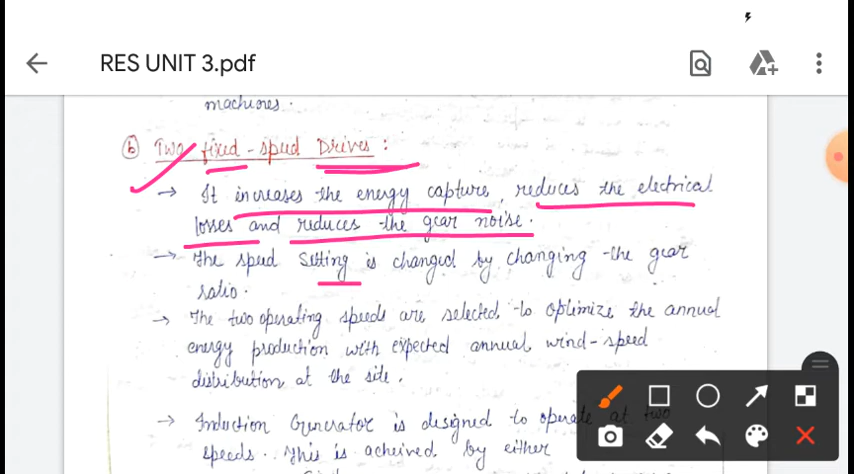 RES UNIT 3.pdf
machines.
(b) Two fixed-speed Drives :
→ It increases the energy capture, reduces the electrical
losses and reduces the gear noise.
→ The speed setting is changed by changing the gear
ratio.
→ The two operating speeds are selected to optimize the annual
energy production with expected annual wind-speed
distribution at the site.
→ Induction Generator is designed to operate at two
speeds. This is acheived by either